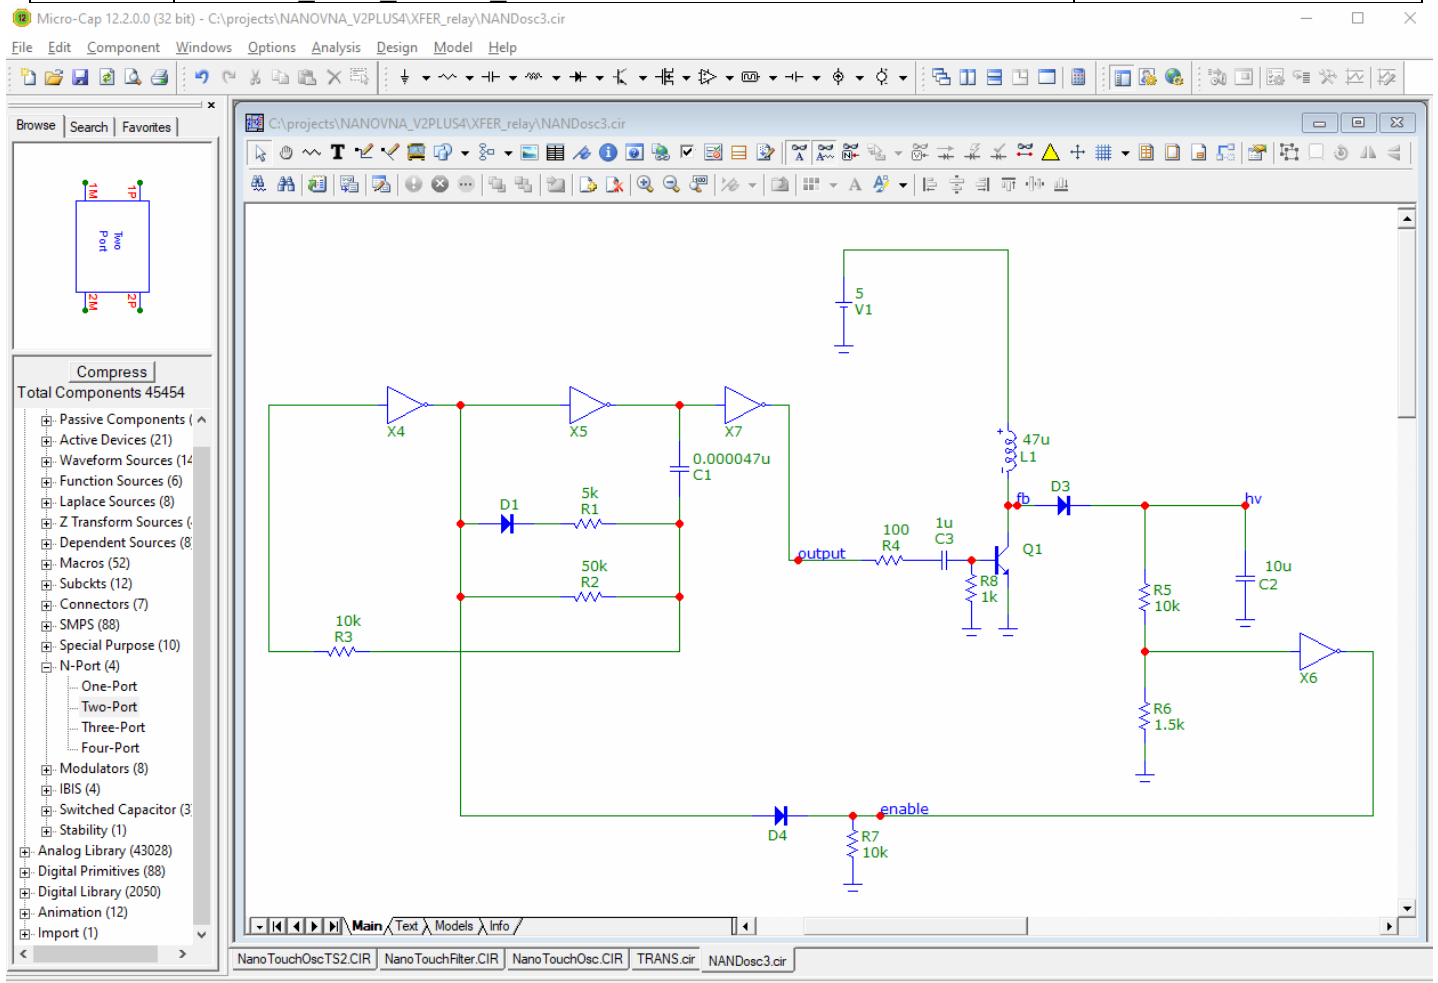 Micro-Cap 12.2.0.0 (32 bit) - C:\projects\NANOVNA_V2PLUS4\XFER_relay\NANDosc3.cir
File Edit Component Windows Options Analysis Design Model Help
Browse Search Favorites
C:\projects\NANOVNA_V2PLUS4\XFER_relay\NANDosc3.cir
1M 1P
Two
Port
2M 2P
Compress
Total Components 45454
Passive Components (
Active Devices (21)
Waveform Sources (14
Function Sources (6)
Laplace Sources (8)
Z Transform Sources (
Dependent Sources (8
Macros (52)
Subckts (12)
Connectors (7)
SMPS (88)
Special Purpose (10)
N-Port (4)
One-Port
Two-Port
Three-Port
Four-Port
Modulators (8)
IBIS (4)
Switched Capacitor (3
Stability (1)
Analog Library (43028)
Digital Primitives (88)
Digital Library (2050)
Animation (12)
Import (1)
5
V1
X4
X5
X7
0.000047u
C1
47u
L1
D1
5k
R1
fb
D3
hv
output
100
R4
1u
C3
Q1
50k
R2
R8
1k
10u
C2
R5
10k
10k
R3
X6
R6
1.5k
D4
enable
R7
10k
Main Text Models Info
NanoTouchOscTS2.CIR NanoTouchFilter.CIR NanoTouchOsc.CIR TRANS.cir NANDosc3.cir